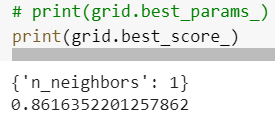 # print(grid.best_params_)
print(grid.best_score_)
{'n_neighbors': 1}
0.8616352201257862